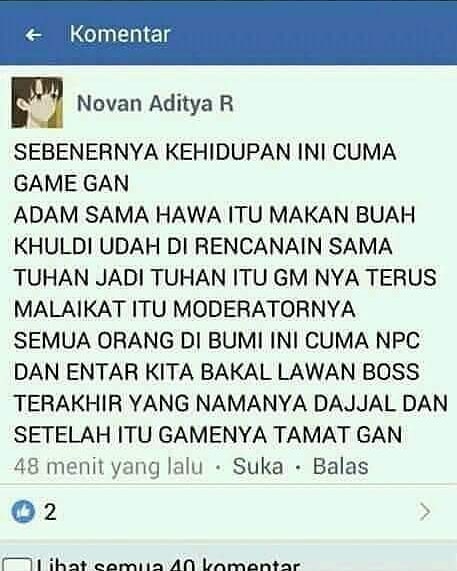 Komentar
Novan Aditya R
SEBENERNYA KEHIDUPAN INI CUMA
GAME GAN
ADAM SAMA HAWA ITU MAKAN BUAH
KHULDI UDAH DI RENCANAIN SAMA
TUHAN JADI TUHAN ITU GM NYA TERUS
MALAIKAT ITU MODERATORNYA
SEMUA ORANG DI BUMI INI CUMA NPC
DAN ENTAR KITA BAKAL LAWAN BOSS
TERAKHIR YANG NAMANYA DAJJAL DAN
SETELAH ITU GAMENYA TAMAT GAN
48 menit yang lalu · Suka · Balas
2
Lihat semua 40 komentar